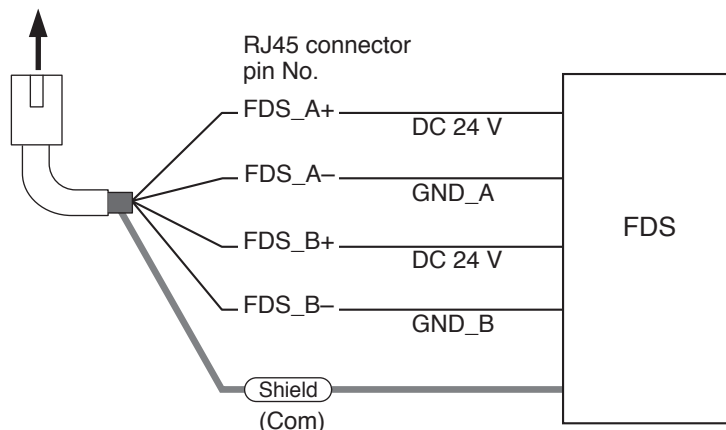 RJ45 connector
pin No.
FDS_A+
DC 24 V
FDS_A–
GND_A
FDS_B+
DC 24 V
FDS_B–
GND_B
FDS
Shield
(Com)